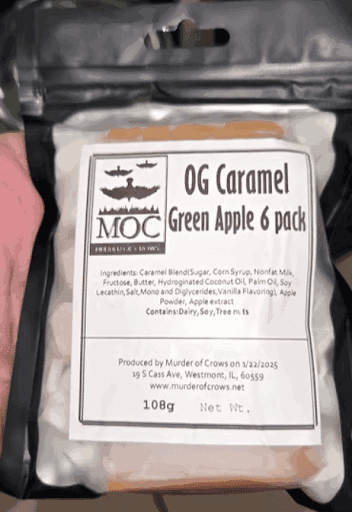 OG Caramel
Green Apple 6 pack
MOC
Ingredients: Caramel Blend(Sugar, Corn Syrup, Nonfat Milk,
Fructose, Butter, Hydroginated Coconut Oil, Palm Oil, Soy
Lecathin, Salt, Mono and Diglycerides, Vanilla Flavoring), Apple
Powder, Apple extract
Contains:Dairy, Soy, Tree nuts
Produced by Murder of Crows on 1/22/2025
19 S Cass Ave, Westmont, IL, 60559
www.murderofcrows.net
108g Net Wt.